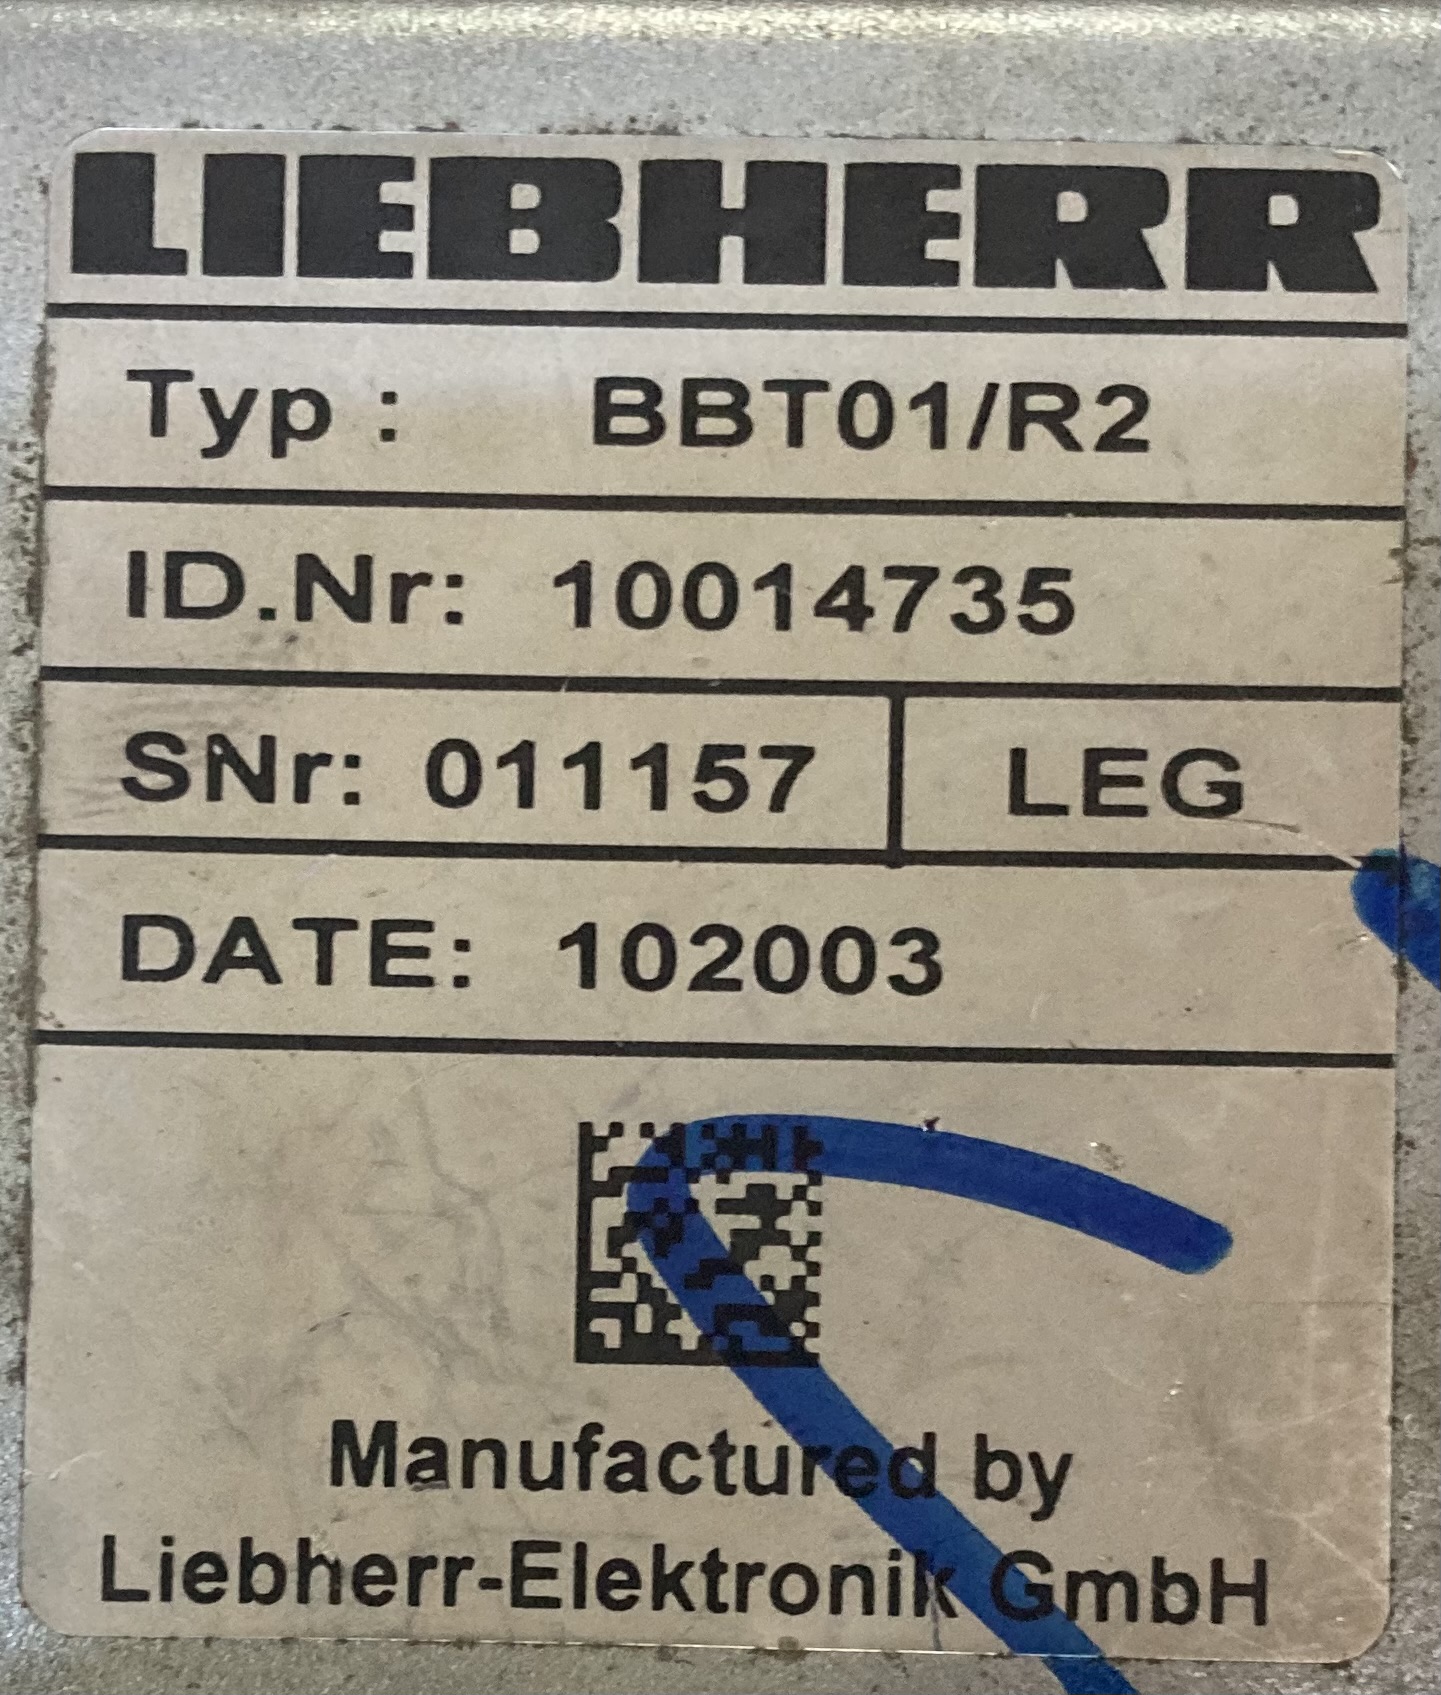 LIEBHERR
Typ : BBT01/R2
ID.Nr: 10014735
SNr: 011157 LEG
DATE: 102003
Manufactured by
Liebherr-Elektronik GmbH